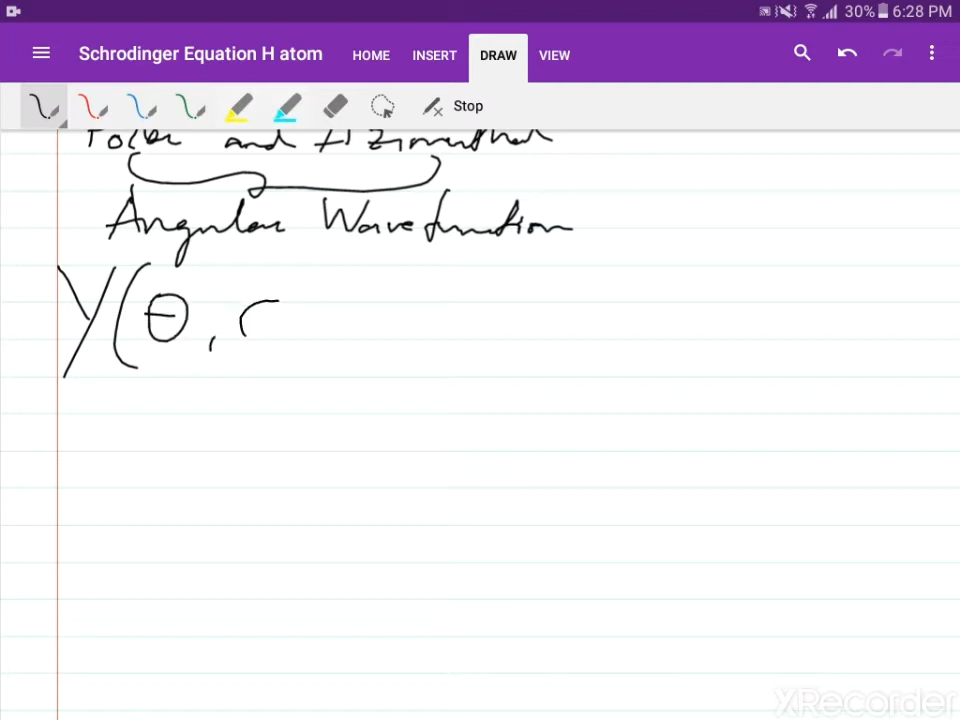 30% 6:28 PM
Schrodinger Equation H atom HOME INSERT DRAW VIEW
Stop
Polar and Azimuthal
Angular Wavefunction
Y(θ,
XRecorder